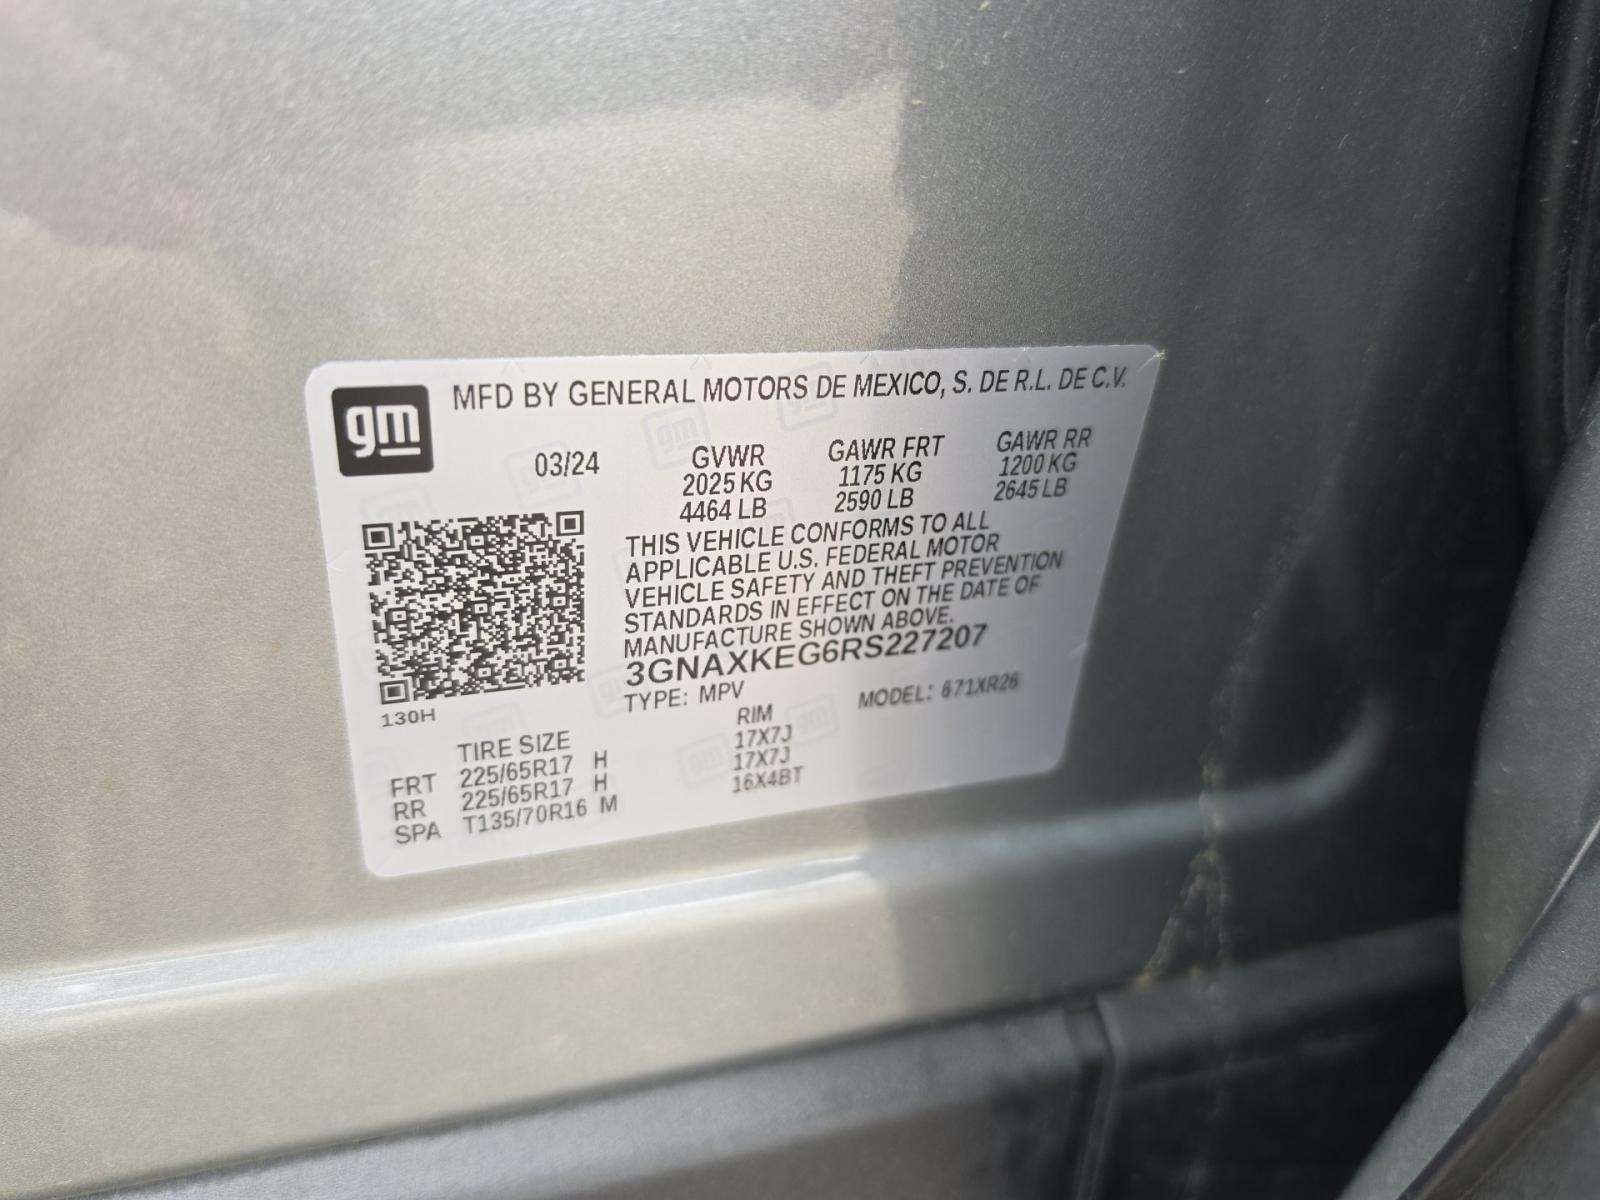 gm
MFD BY GENERAL MOTORS DE MEXICO, S. DE R.L. DE C.V.
03/24
GVWR
2025 KG
4464 LB
GAWR FRT
1175 KG
2590 LB
GAWR RR
1200 KG
2645 LB
THIS VEHICLE CONFORMS TO ALL
APPLICABLE U.S. FEDERAL MOTOR
VEHICLE SAFETY AND THEFT PREVENTION
STANDARDS IN EFFECT ON THE DATE OF
MANUFACTURE SHOWN ABOVE.
3GNAXKEG6RS227207
TYPE: MPV
MODEL: 671XR26
130H
TIRE SIZE RIM
FRT 225/65R17 H 17X7J
RR 225/65R17 H 17X7J
SPA T135/70R16 M 16X4BT